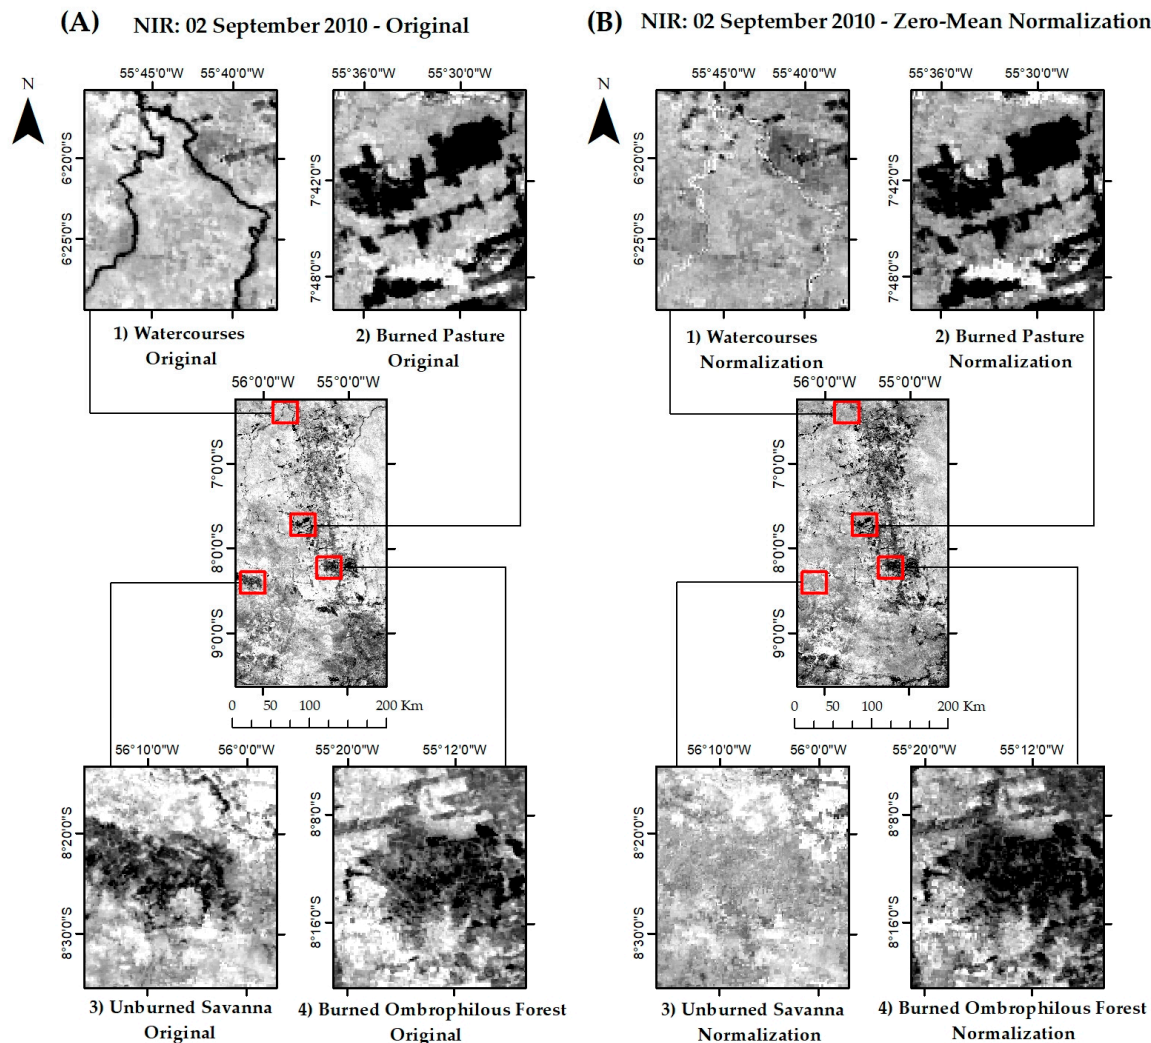 (A) NIR: 02 September 2010 - Original
N
55°45'0"W 55°40'0"W
55°36'0"W 55°30'0"W
6°20'0"S
6°25'0"S
7°42'0"S
7°48'0"S
1) Watercourses
Original
2) Burned Pasture
Original
56°0'0"W 55°0'0"W
7°0'0"S
8°0'0"S
9°0'0"S
0 50 100 200 Km
56°10'0"W 56°0'0"W
55°20'0"W 55°12'0"W
8°20'0"S
8°30'0"S
8°8'0"S
8°16'0"S
3) Unburned Savanna
Original
4) Burned Ombrophilous Forest
Original
(B) NIR: 02 September 2010 - Zero-Mean Normalization
N
55°45'0"W 55°40'0"W
55°36'0"W 55°30'0"W
6°20'0"S
6°25'0"S
7°42'0"S
7°48'0"S
1) Watercourses
Normalization
2) Burned Pasture
Normalization
56°0'0"W 55°0'0"W
7°0'0"S
8°0'0"S
9°0'0"S
0 50 100 200 Km
56°10'0"W 56°0'0"W
55°20'0"W 55°12'0"W
8°20'0"S
8°30'0"S
8°8'0"S
8°16'0"S
3) Unburned Savanna
Normalization
4) Burned Ombrophilous Forest
Normalization